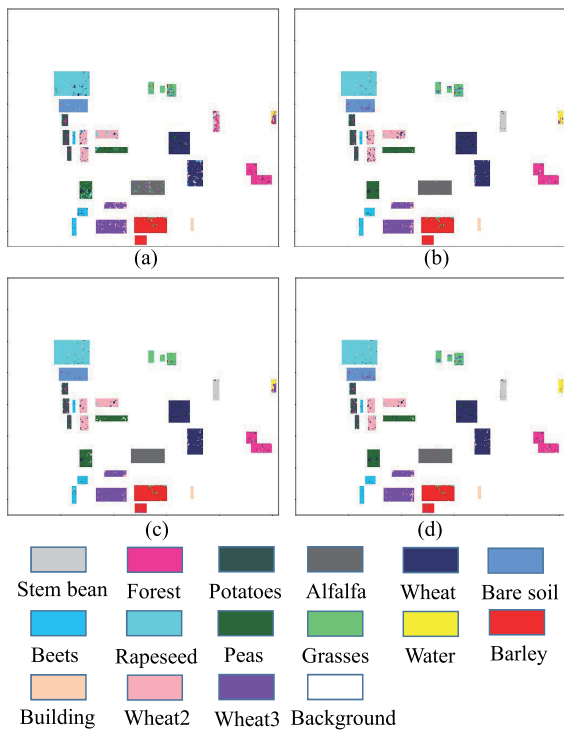 (a) (b)
(c) (d)
Stem bean Forest Potatoes Alfalfa Wheat Bare soil
Beets Rapeseed Peas Grasses Water Barley
Building Wheat2 Wheat3 Background